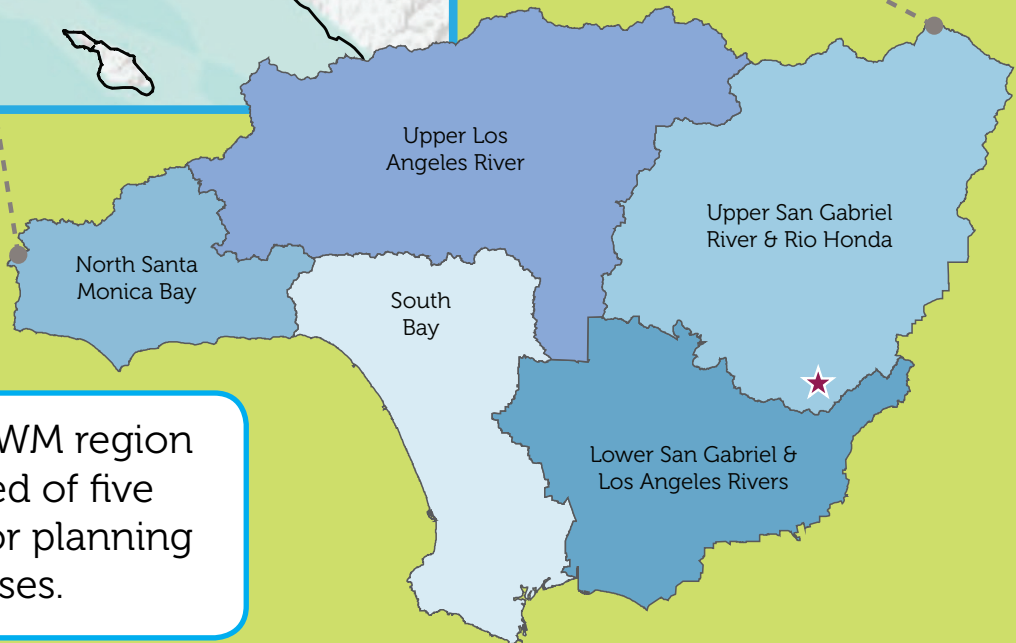 Upper Los
Angeles River
Upper San Gabriel
River & Rio Honda
North Santa
Monica Bay
South
Bay
Lower San Gabriel &
Los Angeles Rivers
WM region
ed of five
or planning
ses.